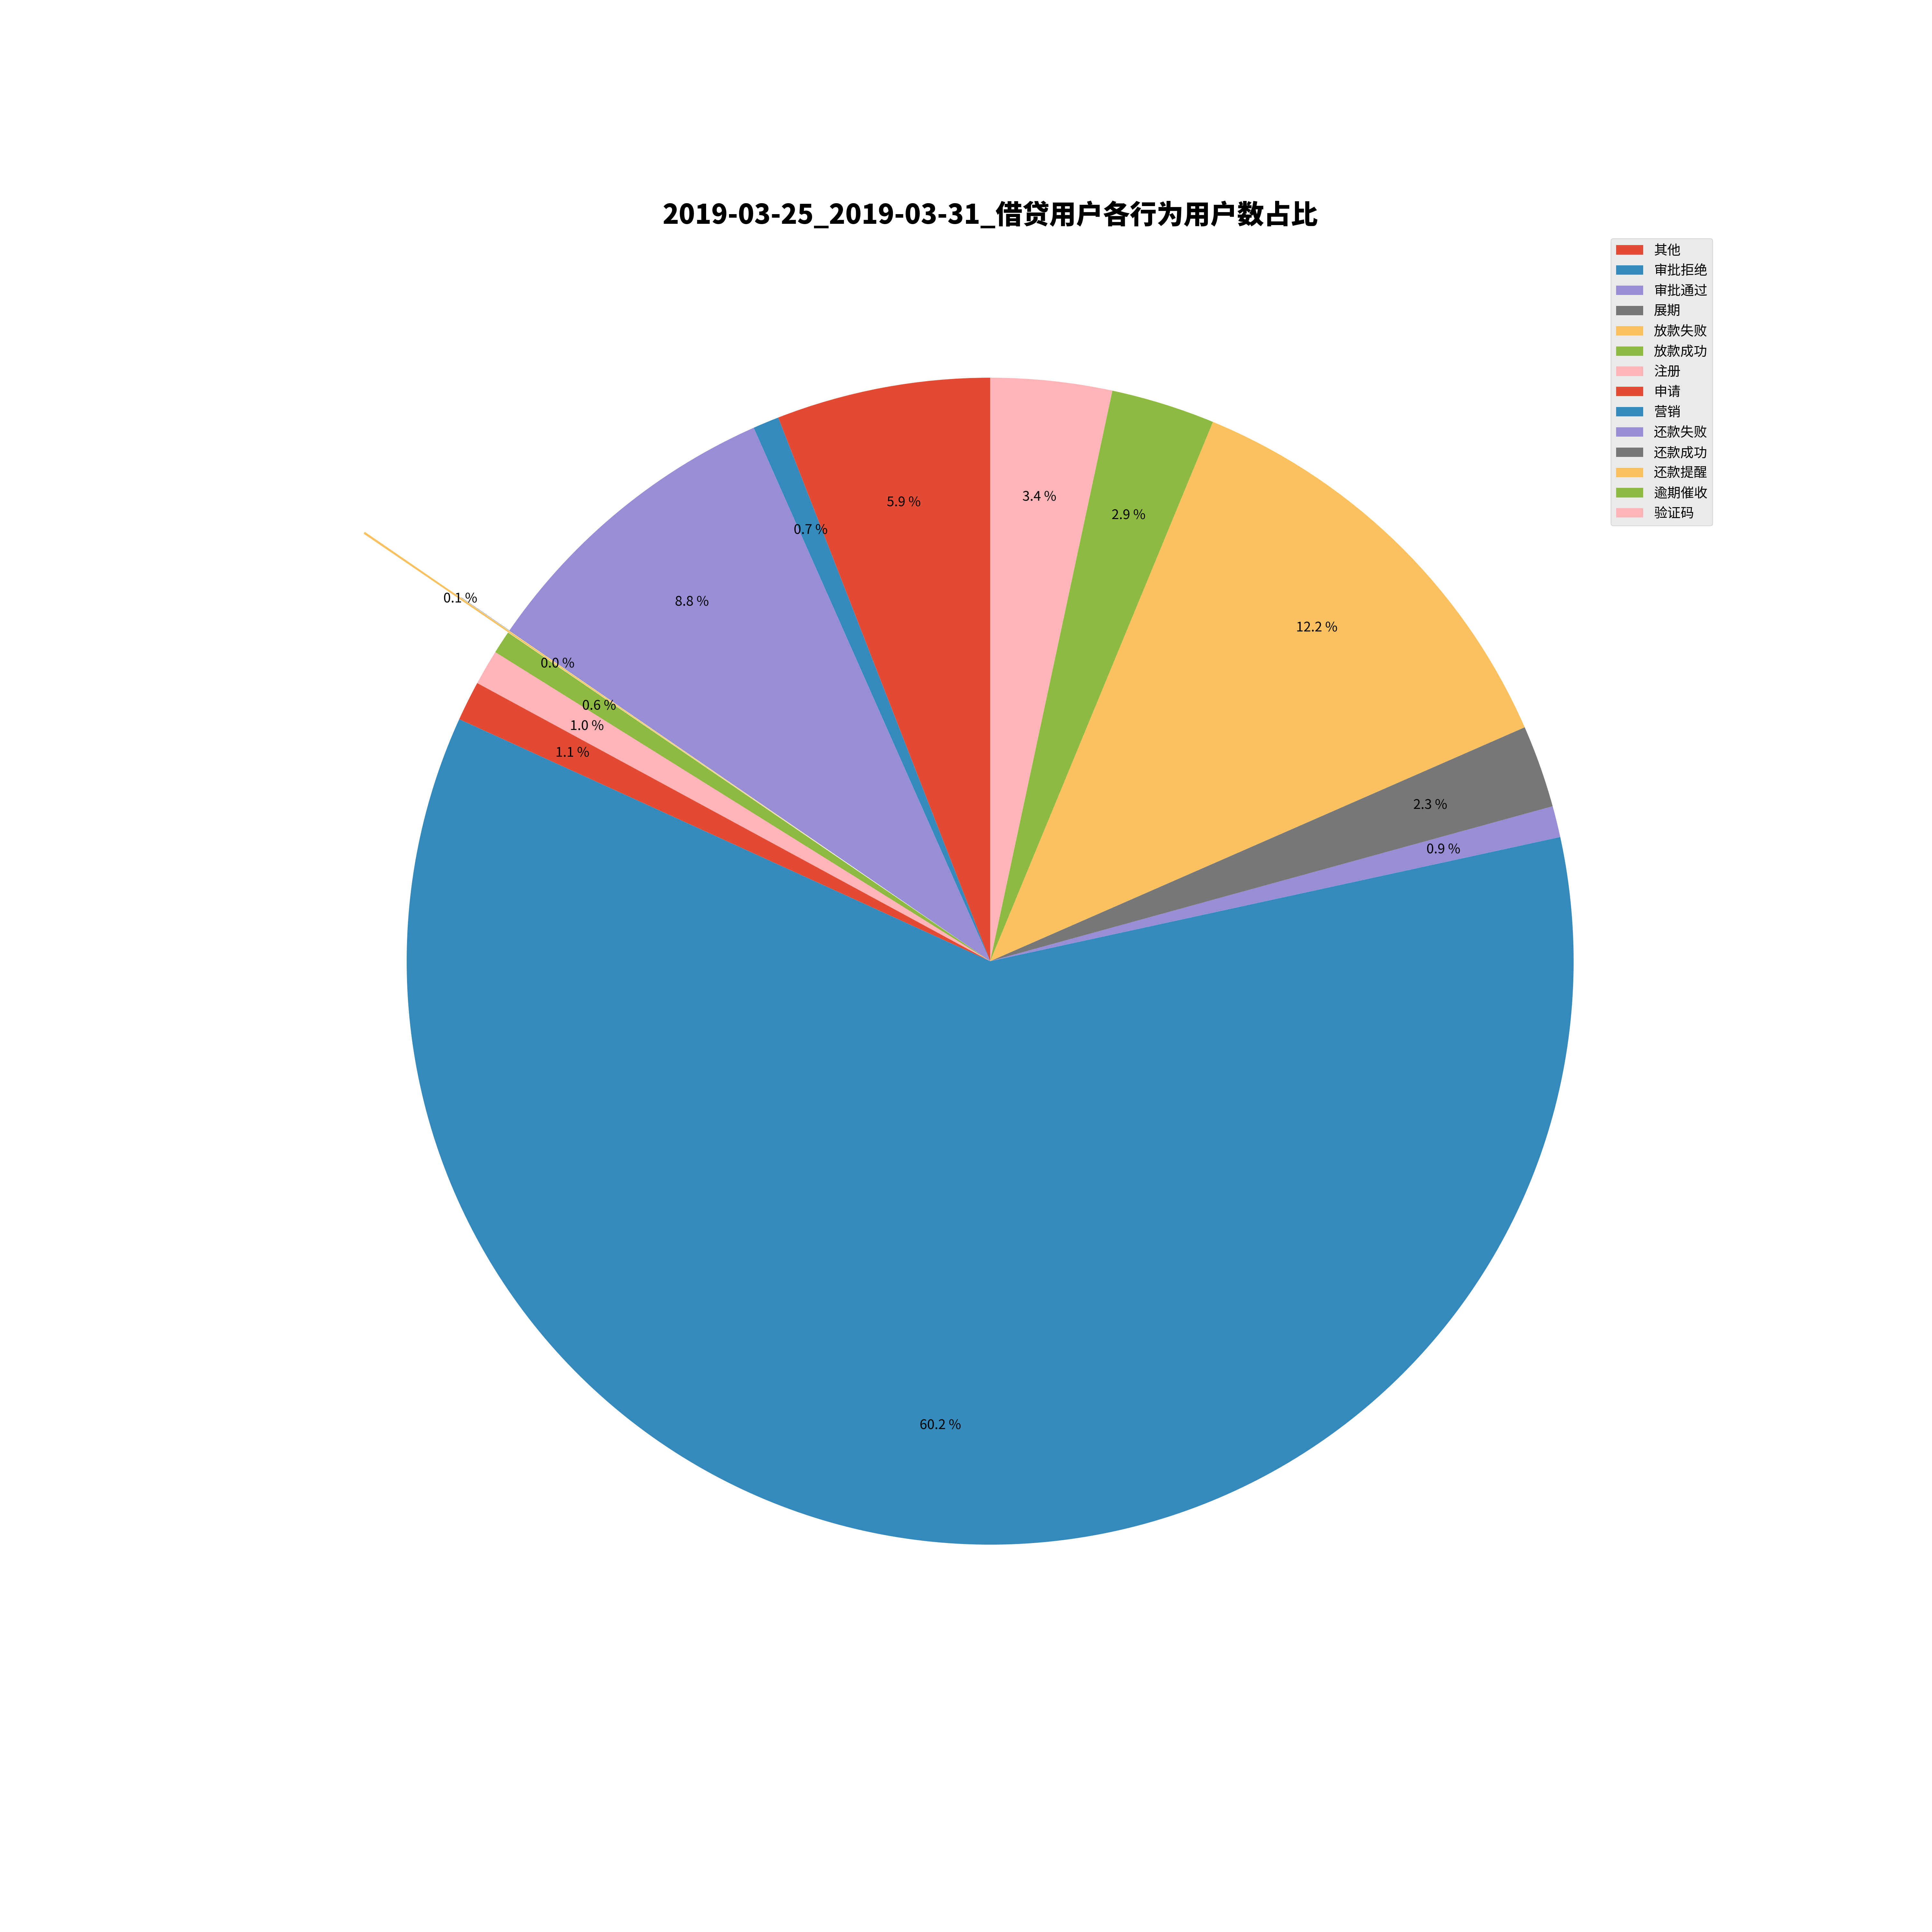 2019-03-25_2019-03-31_借贷用户各行为用户数占比
其他
审批拒绝
审批通过
展期
放款失败
放款成功
注册
申请
营销
还款失败
还款成功
还款提醒
逾期催收
验证码
3.4 %
5.9 %
2.9 %
0.7 %
0.1 %
8.8 %
12.2 %
0.0 %
0.6 %
1.0 %
1.1 %
2.3 %
0.9 %
60.2 %